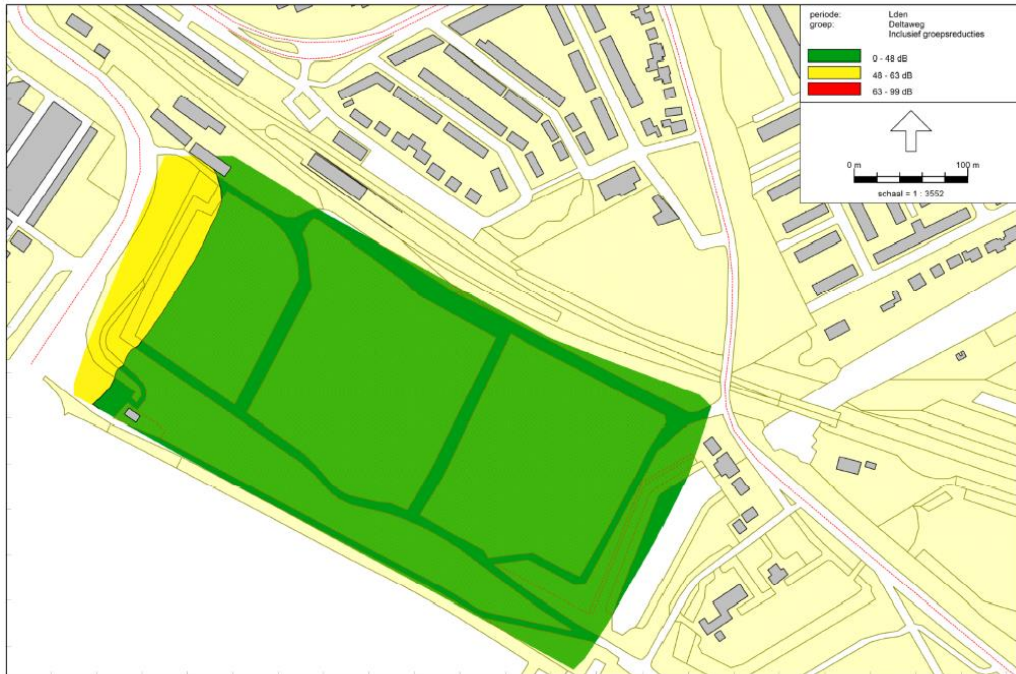 periode: Lden
groep: Deltaweg
Inclusief groepsreducties
0 - 48 dB
48 - 63 dB
63 - 99 dB
0 m 100 m
schaal = 1 : 3552